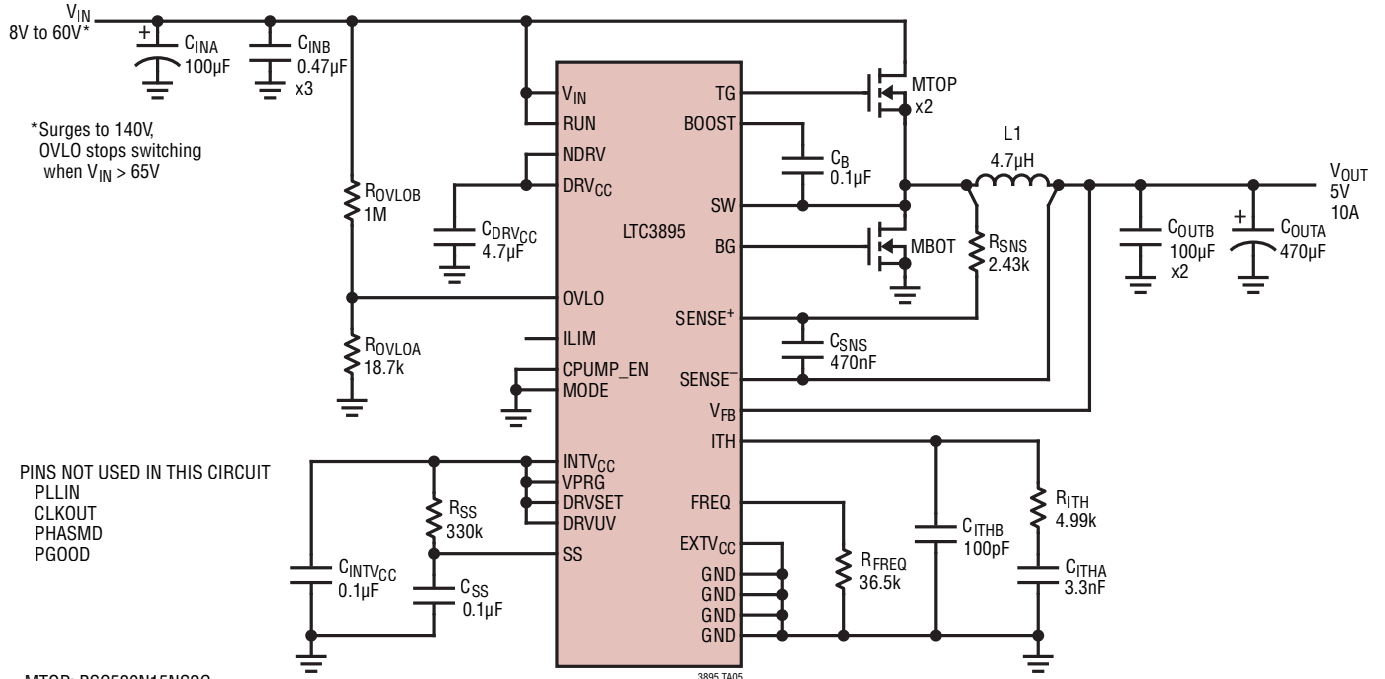 VIN
8V to 60V*
+
CINA
100µF
CINB
0.47µF
x3
*Surges to 140V,
OVLO stops switching
when VIN > 65V
ROVLOB
1M
CDRVCC
4.7µF
ROVLOA
18.7k
VIN
RUN
NDRV
DRVCC
OVLO
ILIM
CPUMP_EN
MODE
INTVCC
VPRG
DRVSET
DRVUV
SS
LTC3895
TG
BOOST
SW
BG
SENSE+
SENSE–
VFB
ITH
FREQ
EXTVCC
GND
GND
GND
GND
MTOP
x2
CB
0.1µF
MBOT
L1
4.7µH
RSNS
2.43k
CSNS
470nF
COUTB
100µF
x2
+
COUTA
470µF
VOUT
5V
10A
PINS NOT USED IN THIS CIRCUIT
PLLIN
CLKOUT
PHASMD
PGOOD
CINTVCC
0.1µF
RSS
330k
CSS
0.1µF
RFREQ
36.5k
CITHB
100pF
RITH
4.99k
CITHA
3.3nF
3895 TA05